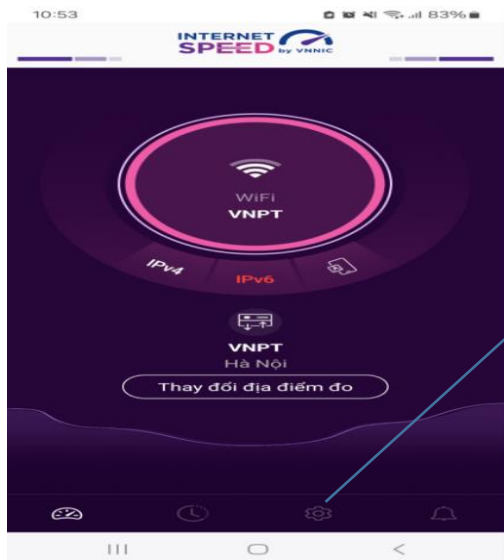 10:53
83%
INTERNET
SPEED by VNNIC
WiFi
VNPT
IPv4
IPv6
VNPT
Hà Nội
Thay đổi địa điểm đo